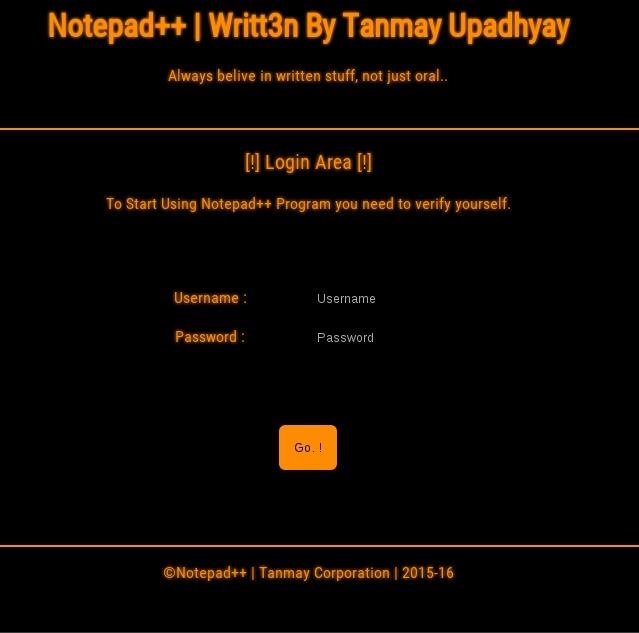 Notepad++ | Writt3n By Tanmay Upadhyay
Always belive in written stuff, not just oral..
[!] Login Area [!]
To Start Using Notepad++ Program you need to verify yourself.
Username : Username
Password : Password
Go. !
©Notepad++ | Tanmay Corporation | 2015-16